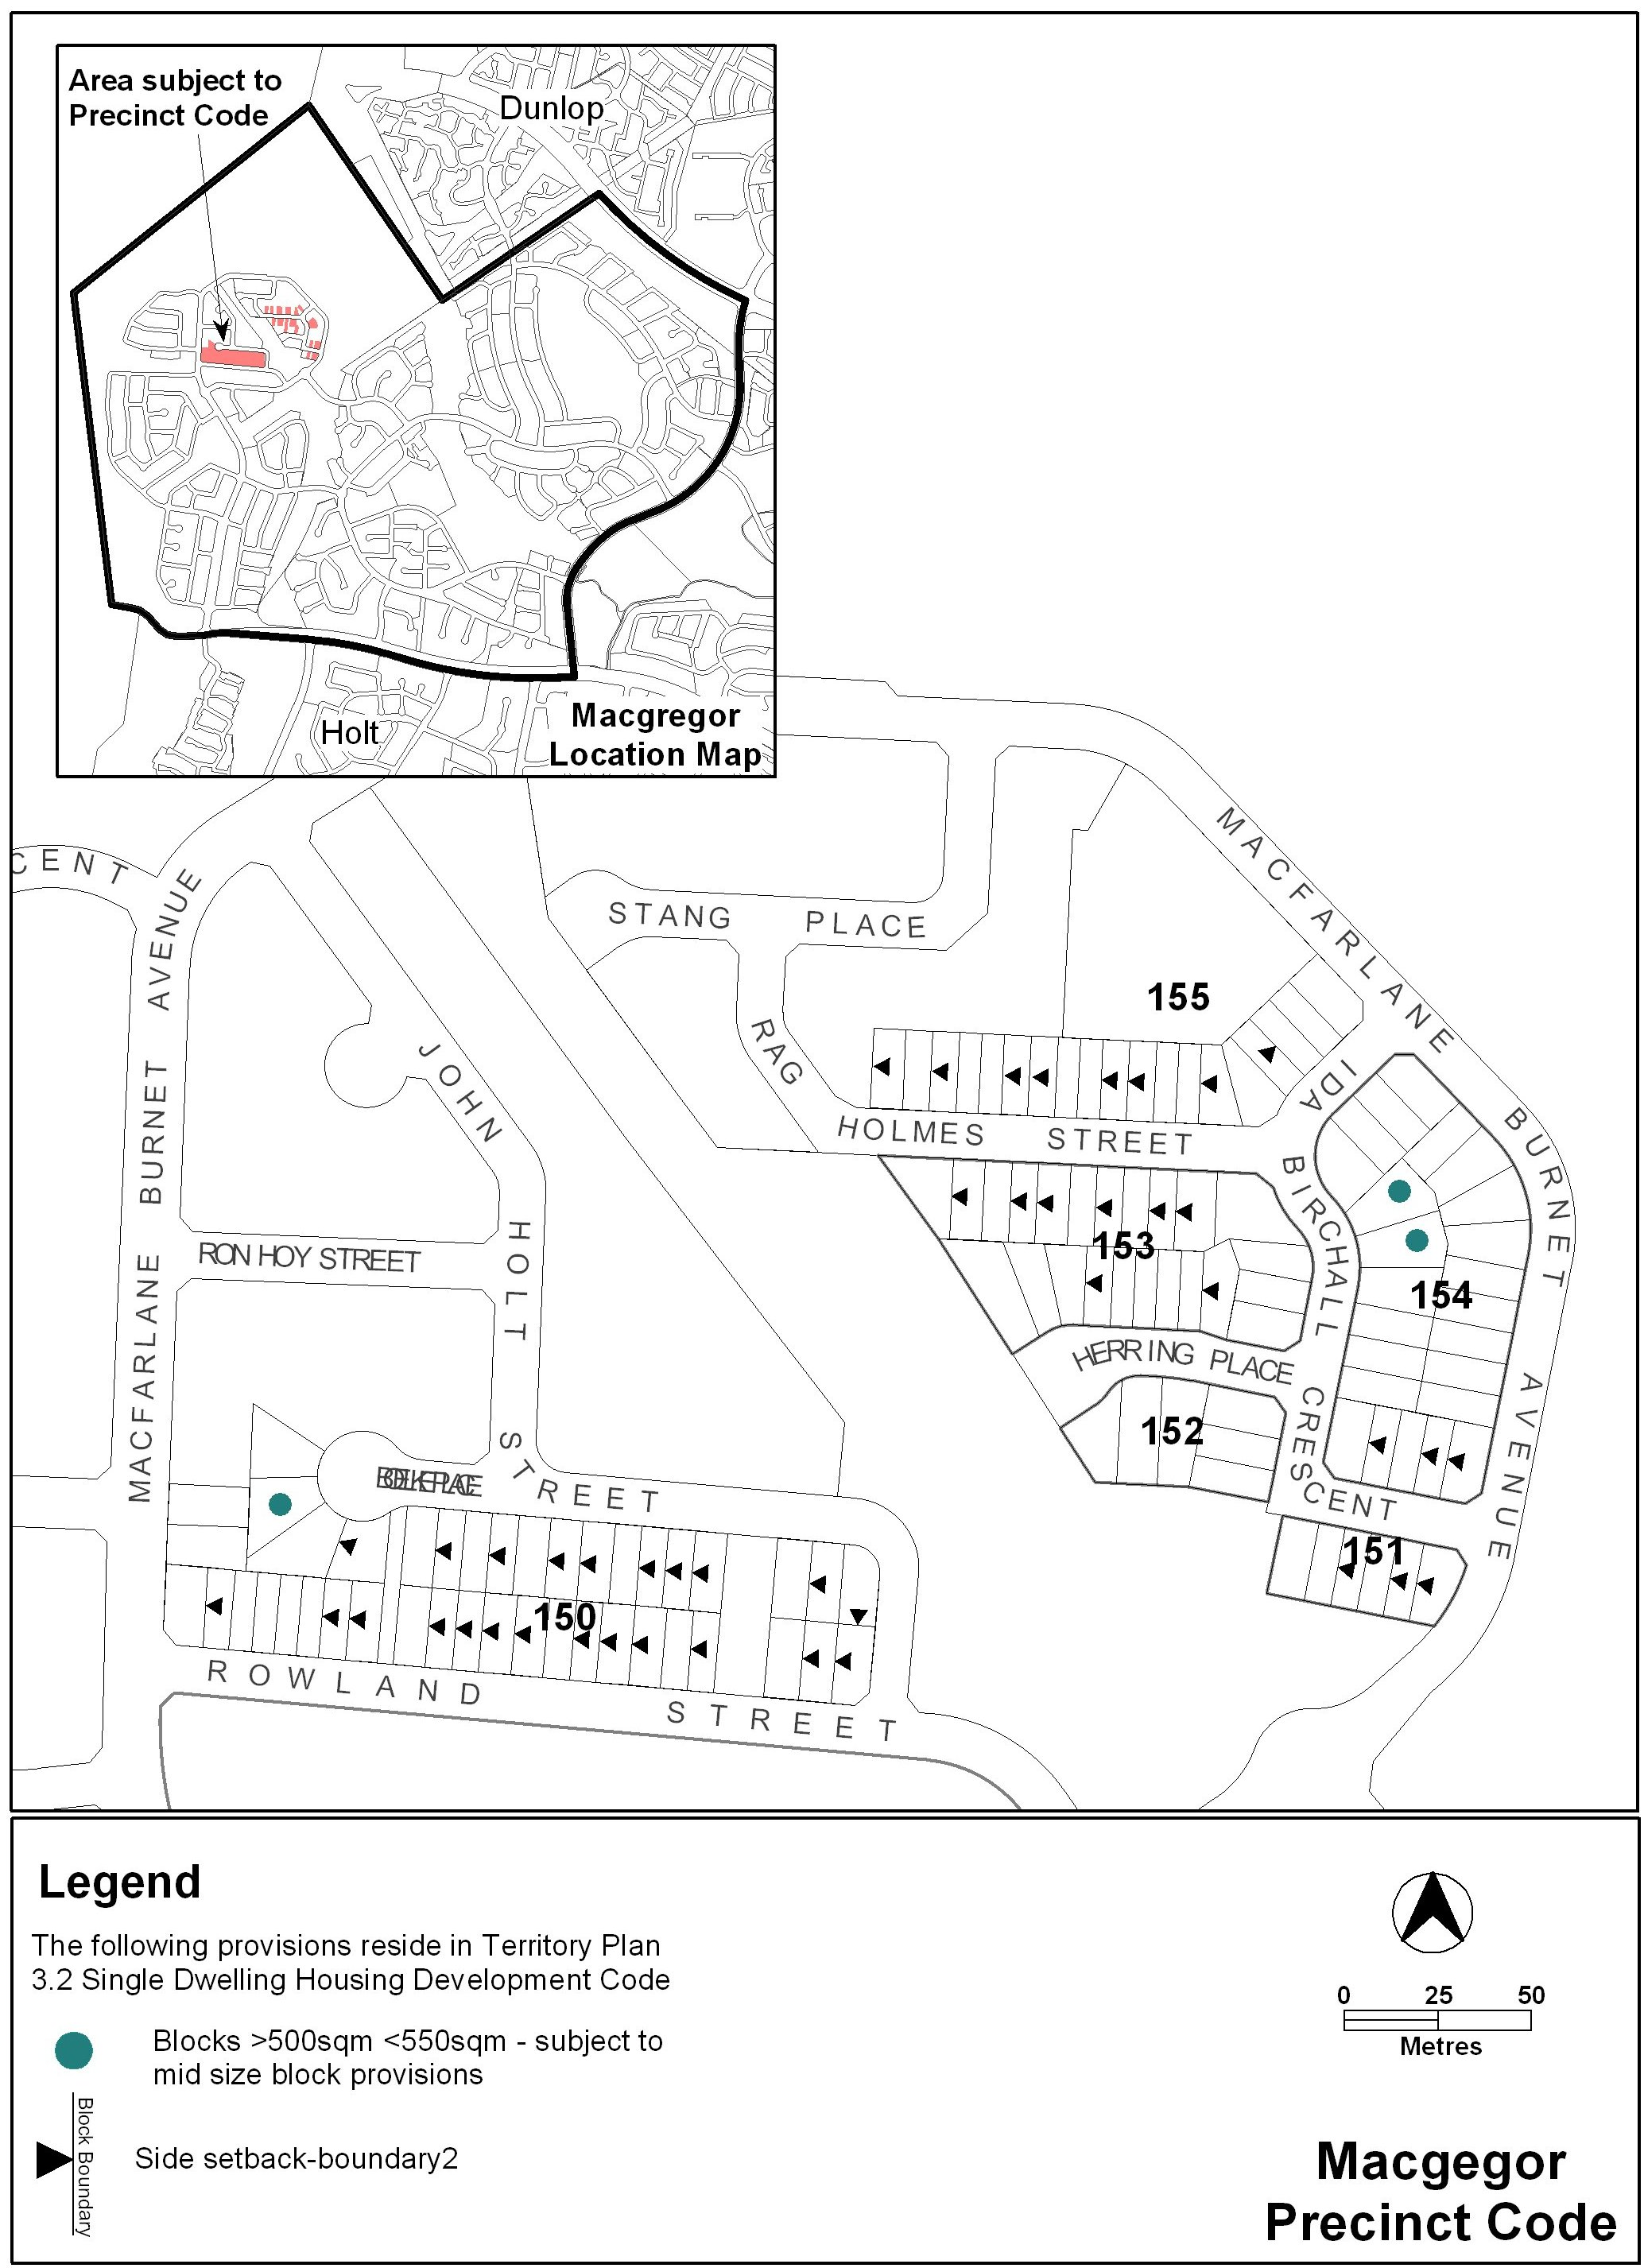 Area subject to
Precinct Code
Dunlop
Holt
Macgregor
Location Map
CENT
MACFARLANE BURNET AVENUE
STANG PLACE
RAG
JOHN HOLT STREET
RON HOY STREET
MACFARLANE BURNET AVENUE
155
IDA BIRCHALL CRESCENT
HOLMES STREET
153
154
HERRING PLACE
152
151
150
ROWLAND STREET
Legend
The following provisions reside in Territory Plan
3.2 Single Dwelling Housing Development Code
Blocks >500sqm <550sqm - subject to
mid size block provisions
Block Boundary
Side setback-boundary2
0 25 50
Metres
Macgegor
Precinct Code